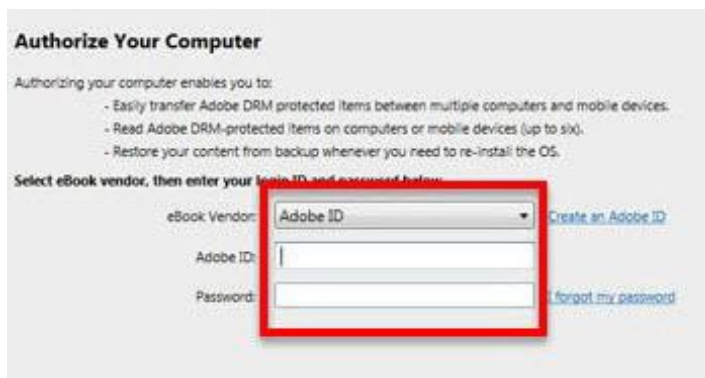 Authorize Your Computer
Authorizing your computer enables you to:
- Easily transfer Adobe DRM protected items between multiple computers and mobile devices.
- Read Adobe DRM-protected items on computers or mobile devices (up to six).
- Restore your content from backup whenever you need to re-install the OS.
Select eBook vendor, then enter your login ID and password below
eBook Vendor: Adobe ID Create an Adobe ID
Adobe ID:
Password: I forgot my password